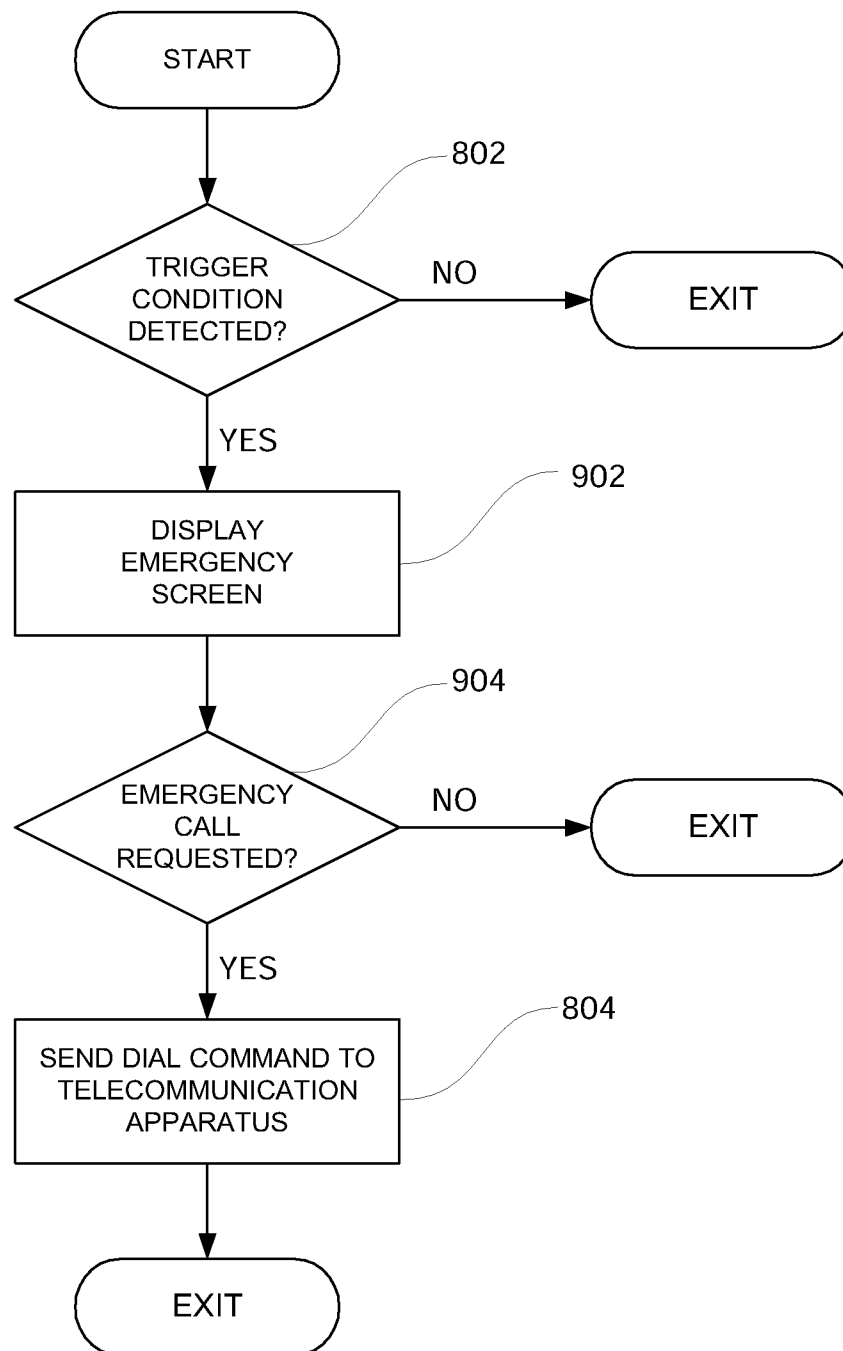 START
802
TRIGGER
CONDITION
DETECTED?
NO
EXIT
YES
902
DISPLAY
EMERGENCY
SCREEN
904
EMERGENCY
CALL
REQUESTED?
NO
EXIT
YES
804
SEND DIAL COMMAND TO
TELECOMMUNICATION
APPARATUS
EXIT